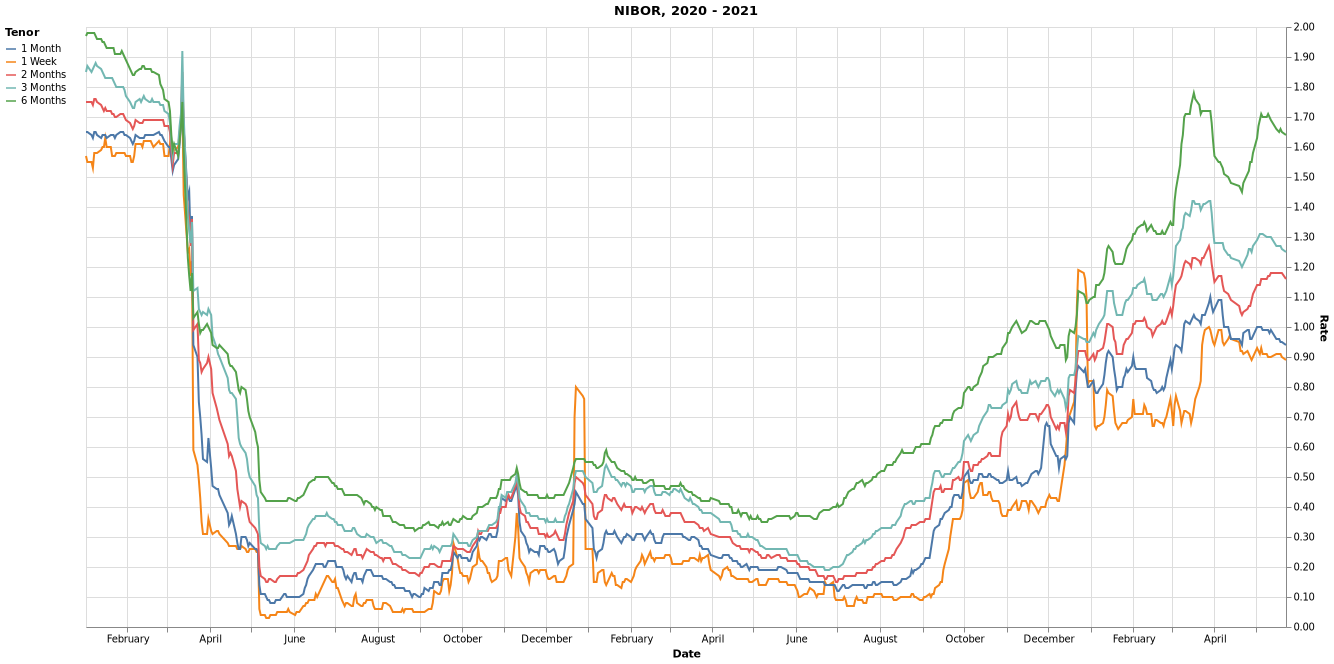 NIBOR, 2020 - 2021
Tenor
1 Month
1 Week
2 Months
3 Months
6 Months
2.00
1.90
1.80
1.70
1.60
1.50
1.40
1.30
1.20
1.10
1.00
0.90
0.80
0.70
0.60
0.50
0.40
0.30
0.20
0.10
0.00
Rate
February April June August October December February April June August October December February April
Date